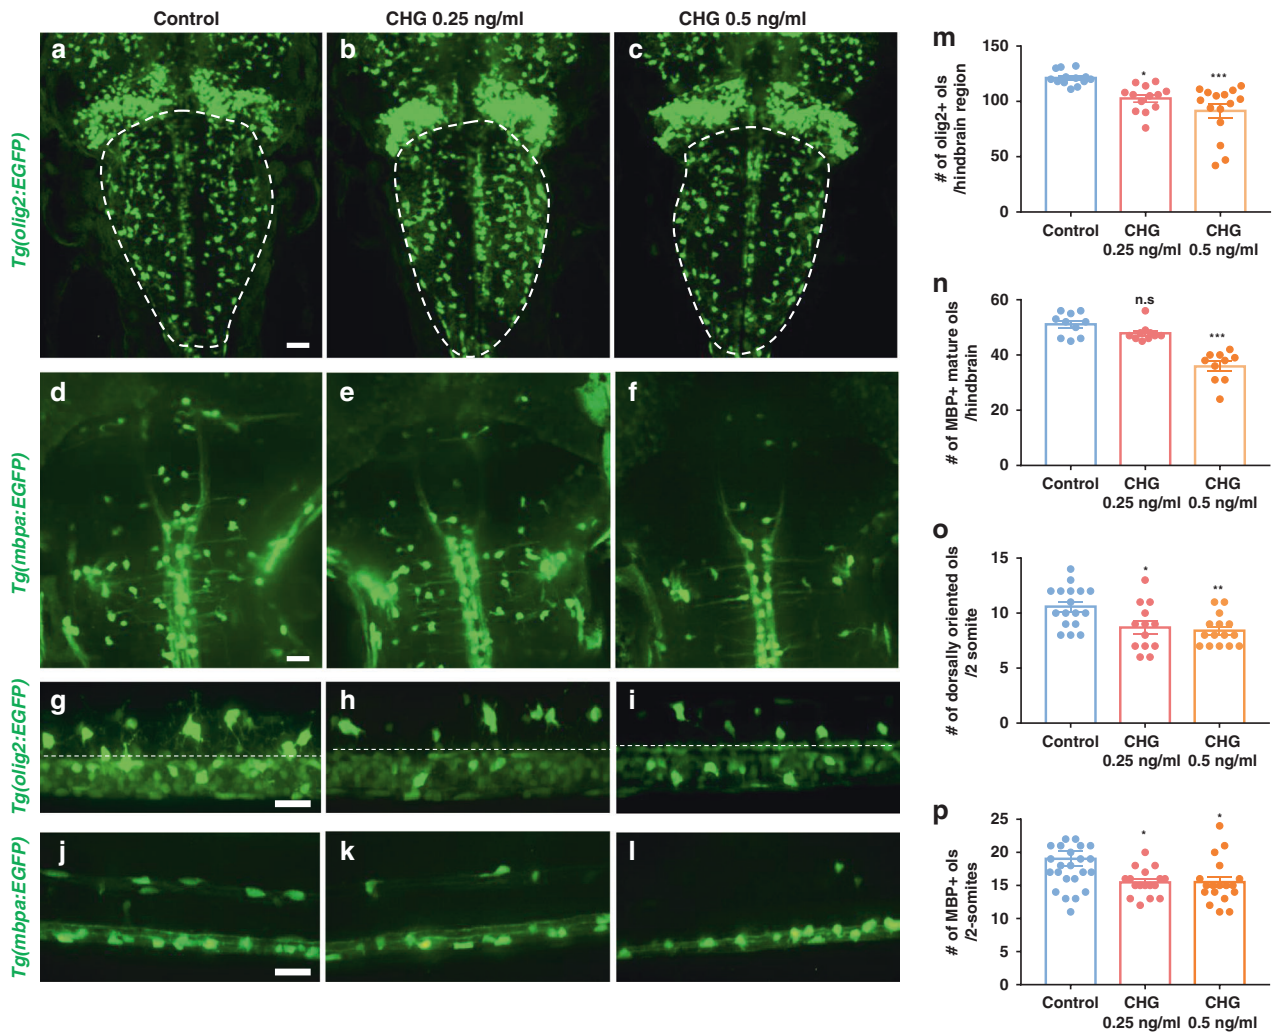 Control
CHG 0.25 ng/ml
CHG 0.5 ng/ml
Tg(olig2:EGFP)
a
b
c
Tg(mbpa:EGFP)
d
e
f
Tg(olig2:EGFP)
g
h
i
Tg(mbpa:EGFP)
j
k
l
m
# of olig2+ ols
/hindbrain region
150
100
50
0
*
***
Control
CHG
0.25 ng/ml
CHG
0.5 ng/ml
n
# of MBP+ mature ols
/hindbrain
60
40
20
0
n.s
***
Control
CHG
0.25 ng/ml
CHG
0.5 ng/ml
o
# of dorsally oriented ols
/2 somite
15
10
5
0
*
**
Control
CHG
0.25 ng/ml
CHG
0.5 ng/ml
p
# of MBP+ ols
/2-somites
25
20
15
10
5
0
*
*
Control
CHG
0.25 ng/ml
CHG
0.5 ng/ml